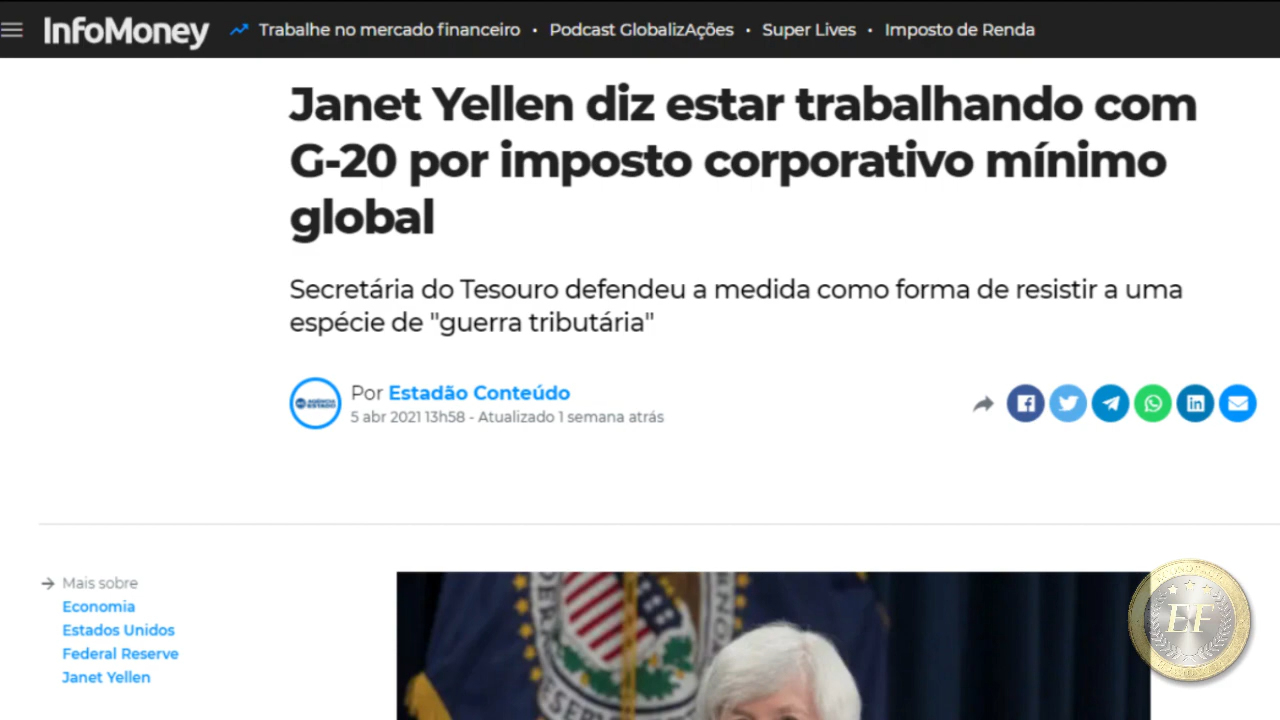 InfoMoney
Trabalhe no mercado financeiro • Podcast GlobalizAções • Super Lives • Imposto de Renda
Janet Yellen diz estar trabalhando com
G-20 por imposto corporativo mínimo
global
Secretária do Tesouro defendeu a medida como forma de resistir a uma
espécie de "guerra tributária"
Por Estadão Conteúdo
5 abr 2021 13h58 - Atualizado 1 semana atrás
Mais sobre
Economia
Estados Unidos
Federal Reserve
Janet Yellen
EF